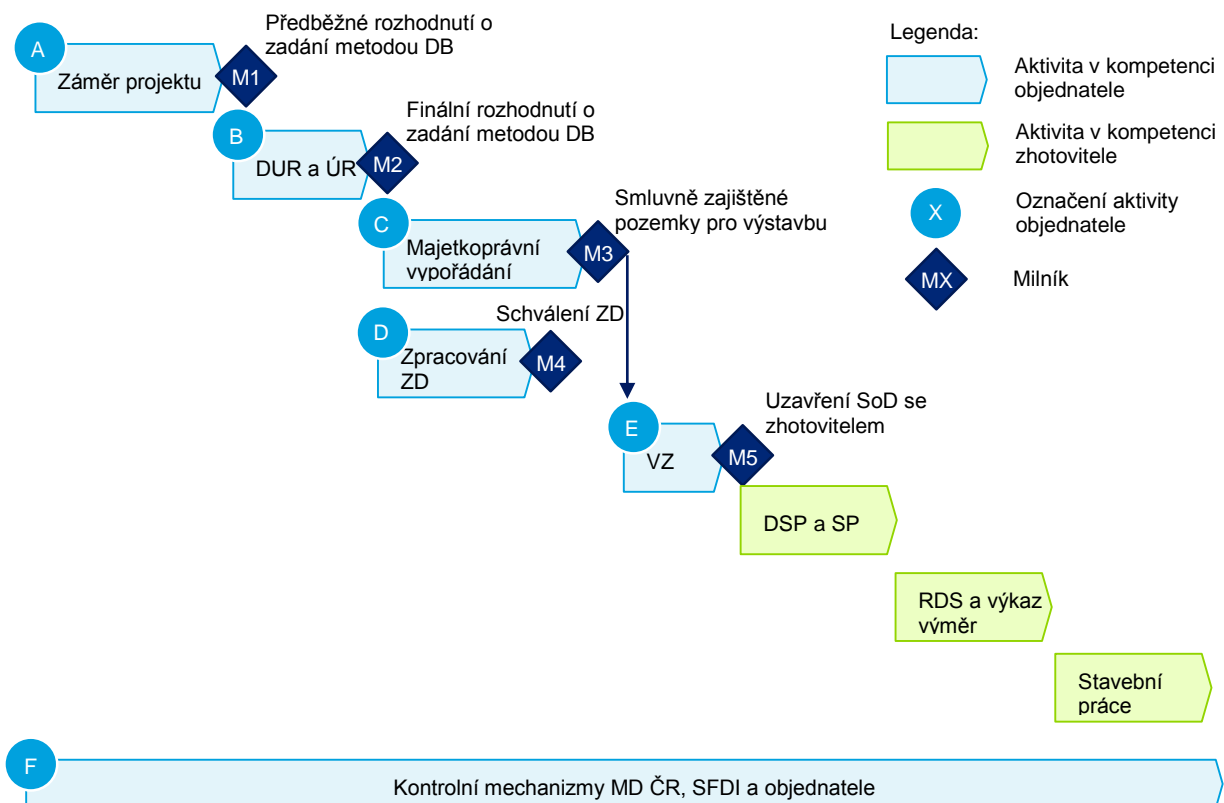 A
Záměr projektu
M1
Předběžné rozhodnutí o
zadání metodou DB
B
DUR a ÚR
M2
Finální rozhodnutí o
zadání metodou DB
C
Majetkoprávní
vypořádání
M3
Smluvně zajištěné
pozemky pro výstavbu
D
Zpracování
ZD
M4
Schválení ZD
E
VZ
M5
Uzavření SoD se
zhotovitelem
DSP a SP
RDS a výkaz
výměr
Stavební
práce
F
Kontrolní mechanizmy MD ČR, SFDI a objednatele
Legenda:
Aktivita v kompetenci
objednatele
Aktivita v kompetenci
zhotovitele
X
Označení aktivity
objednatele
MX
Milník